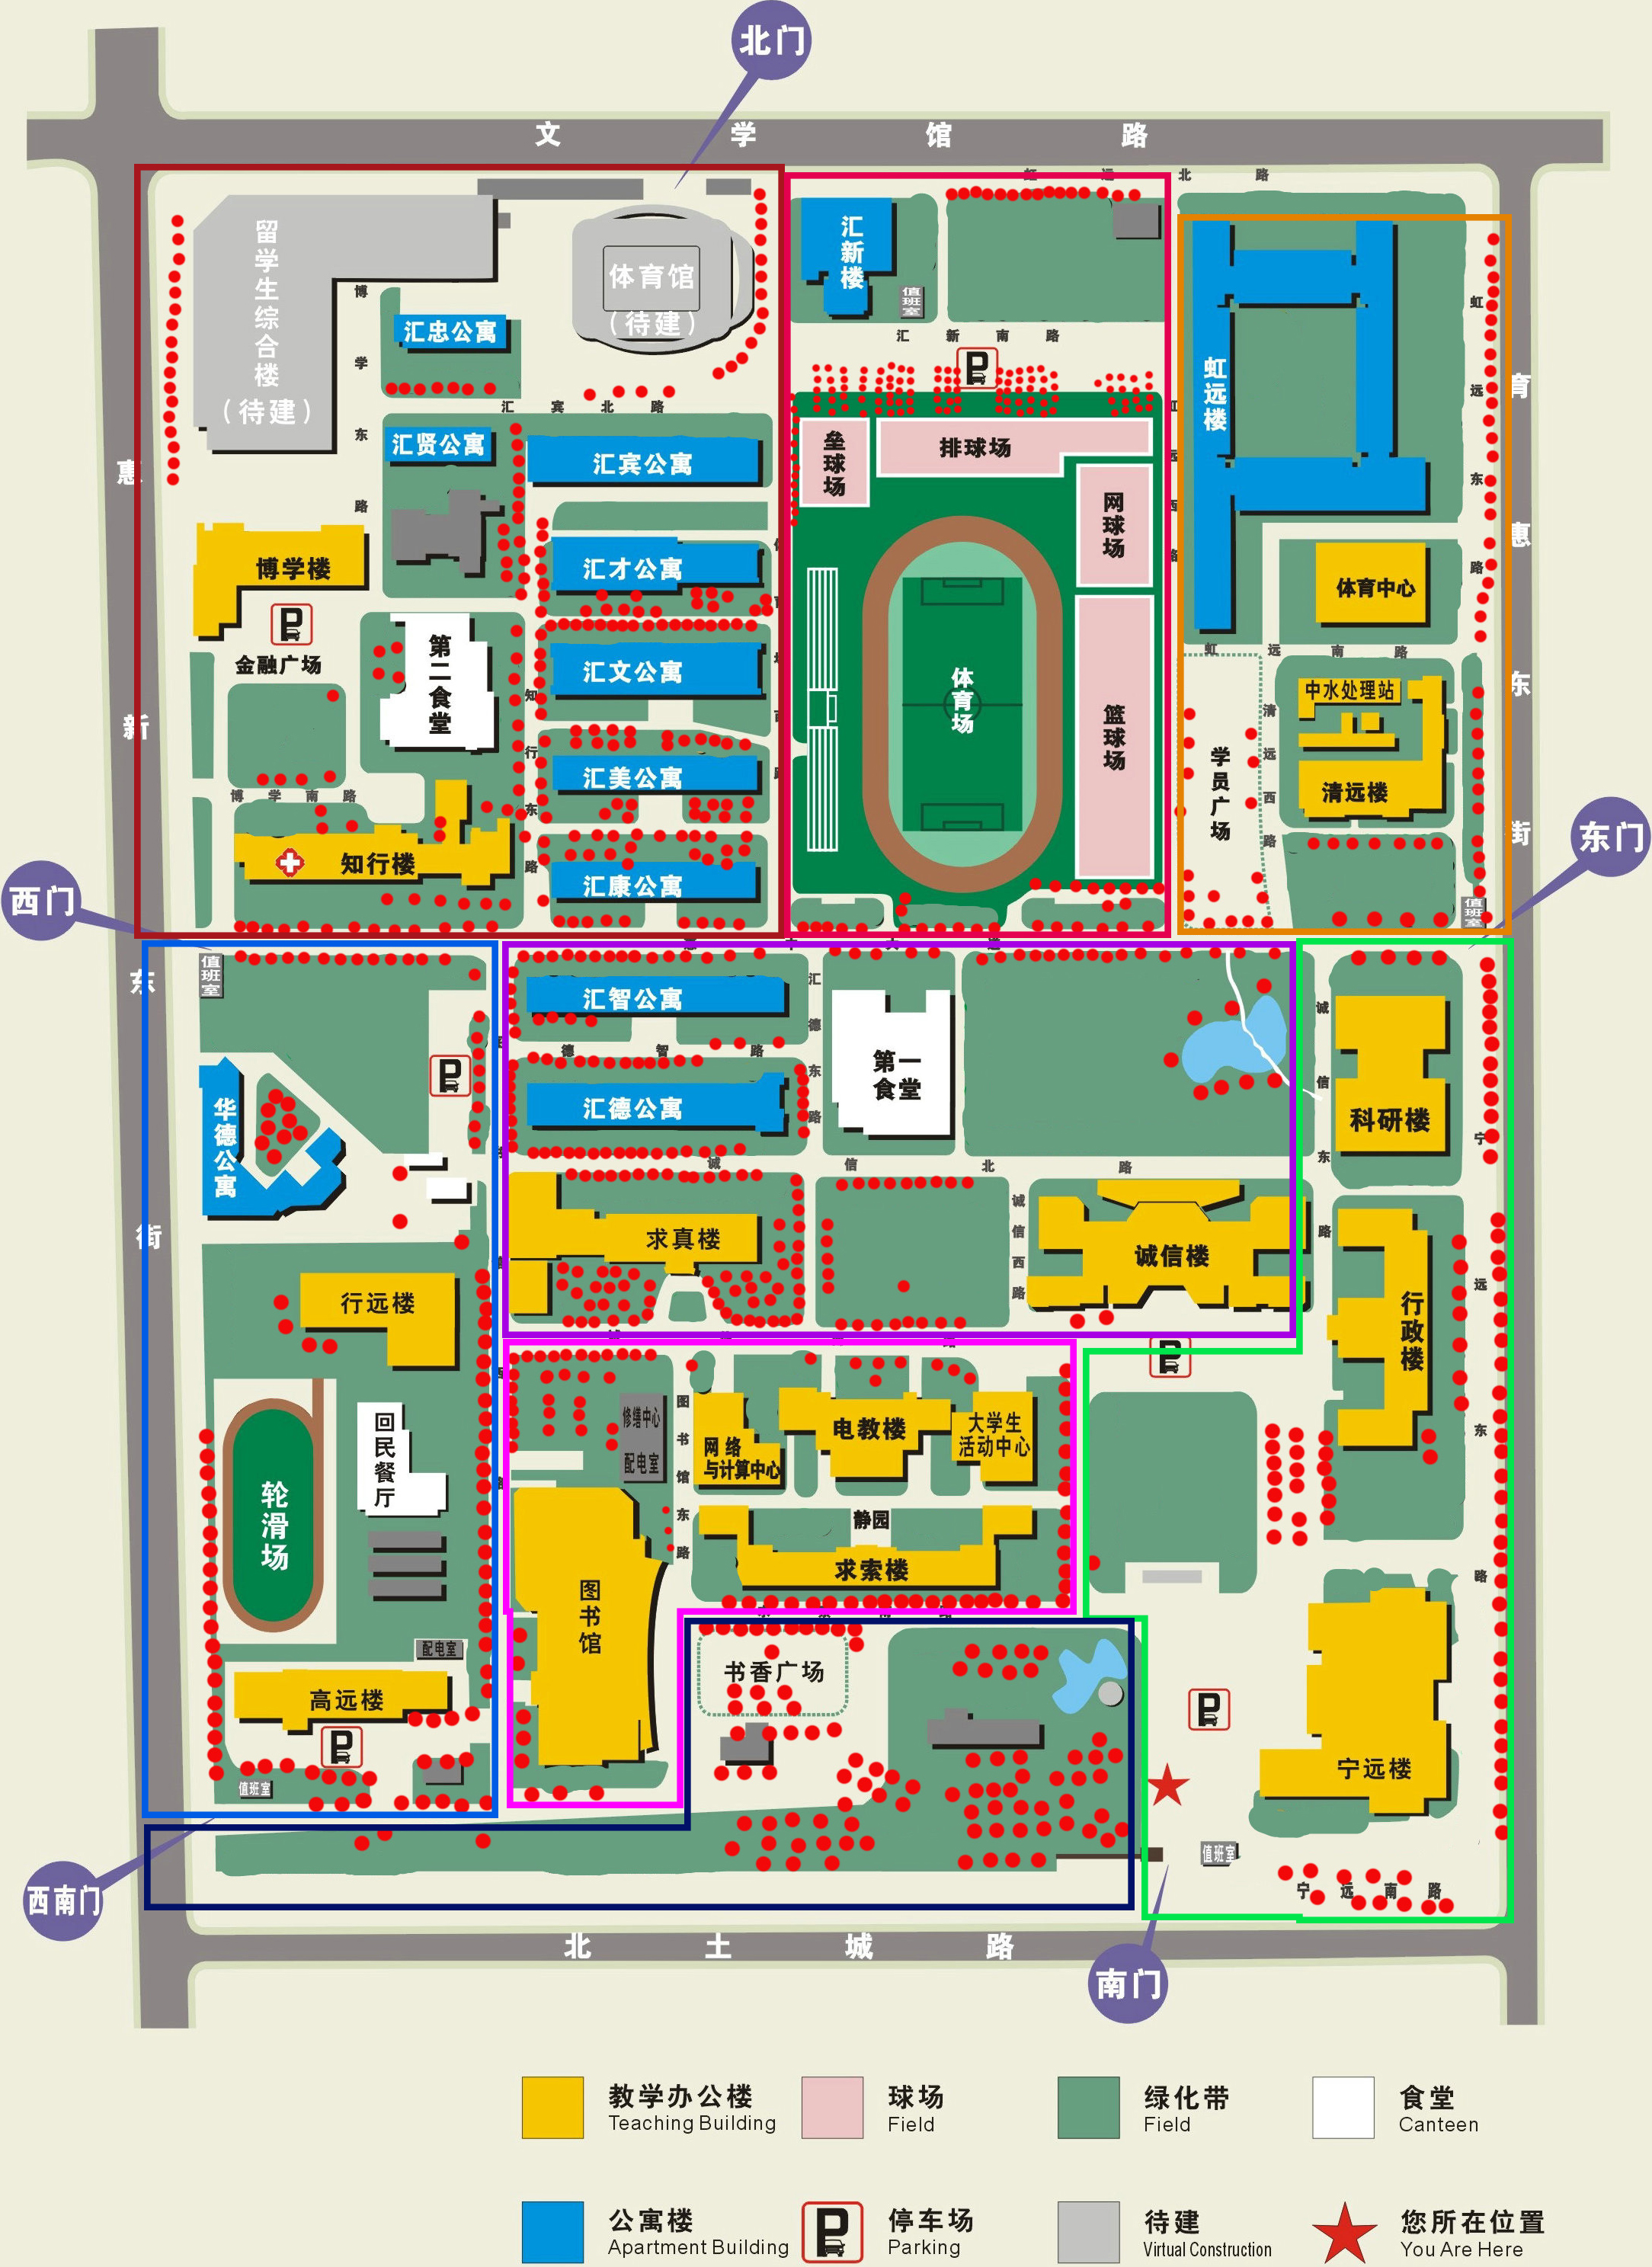 北门
文学馆路
虹远北路
留学生综合楼
（待建）
体育馆
（待建）
汇新楼
值班室
博学东路
汇忠公寓
汇新南路
P
虹远东路
虹远楼
育惠东街
汇宾北路
汇贤公寓
汇宾公寓
垒球场
排球场
网球场
惠新东街
博学楼
汇才公寓
体育中心
P
金融广场
第二食堂
汇文公寓
体育场
篮球场
虹远南路
中水处理站
清远西路
学员广场
清远楼
知行东路
汇美公寓
博学南路
知行楼
汇康公寓
东门
西门
值班室
值班室
汇智公寓
汇德东路
德智路
第一食堂
诚信东路
科研楼
P
华德公寓
汇德公寓
诚信北路
宁远东路
求真楼
诚信西路
诚信楼
行远楼
行政楼
P
回民餐厅
轮滑场
修缮中心
配电室
图书馆东路
网络与计算中心
电教楼
大学生活动中心
静园
求索楼
图书馆
配电室
书香广场
高远楼
P
P
宁远楼
值班室
值班室
宁远南路
西南门
北土城路
南门
教学办公楼
Teaching Building
球场
Field
绿化带
Field
食堂
Canteen
公寓楼
Apartment Building
P
停车场
Parking
待建
Virtual Construction
您所在位置
You Are Here